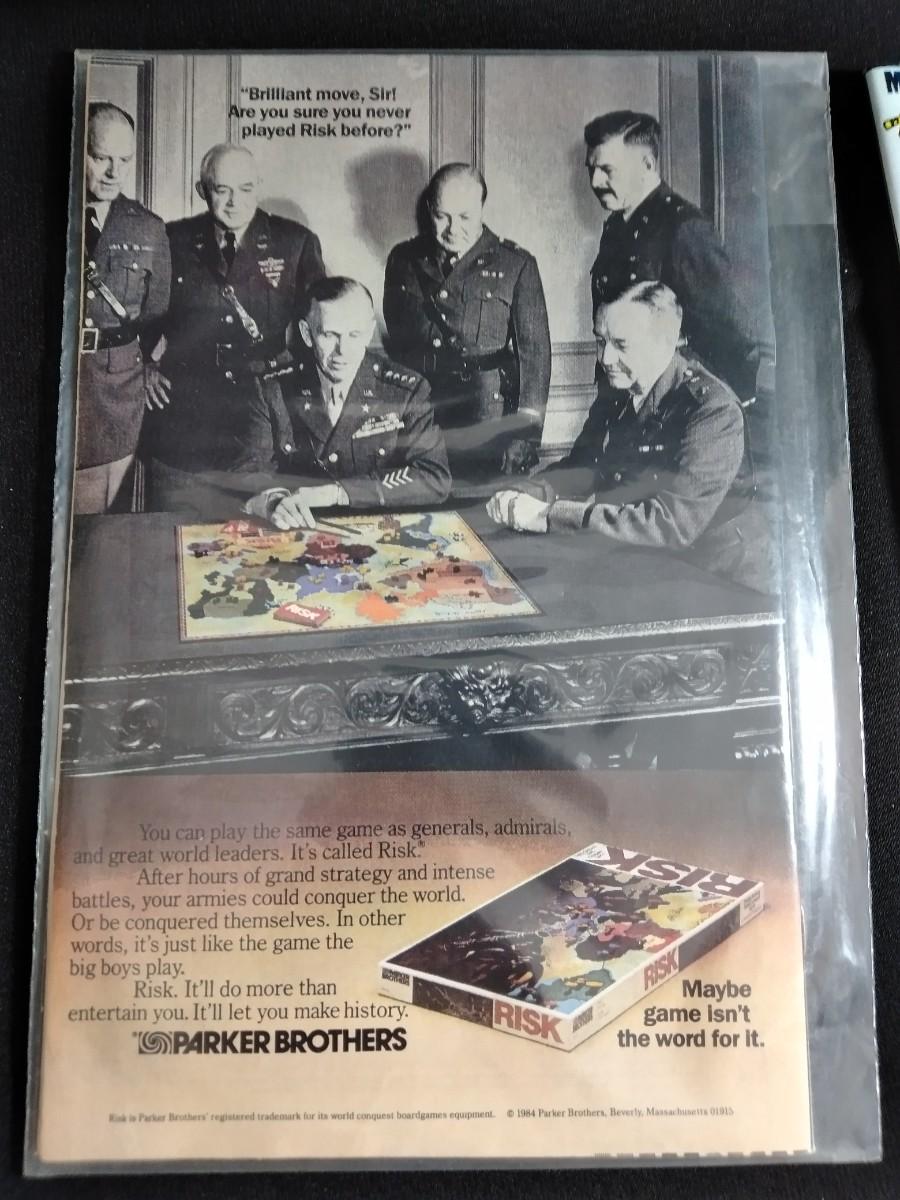 "Brilliant move, Sir!
Are you sure you never
played Risk before?"
RISK
You can play the same game as generals, admirals,
and great world leaders. It's called Risk.®
After hours of grand strategy and intense
battles, your armies could conquer the world.
Or be conquered themselves. In other
words, it's just like the game the
big boys play.
Risk. It'll do more than
entertain you. It'll let you make history.
PARKER BROTHERS
RISK
RISK
RISK
PARKER BROTHERS
Maybe
game isn't
the word for it.
Risk is Parker Brothers' registered trademark for its world conquest boardgames equipment. © 1984 Parker Brothers, Beverly, Massachusetts 01915
M